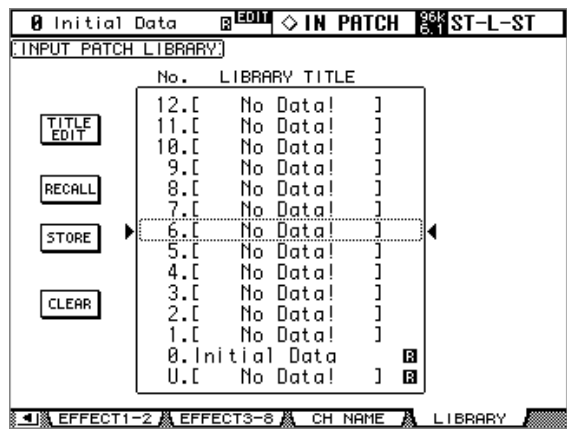 0 Initial Data R EDIT ◇ IN PATCH 96k 6.1 ST-L-ST
INPUT PATCH LIBRARY
No. LIBRARY TITLE
12.[ No Data! ]
11.[ No Data! ]
10.[ No Data! ]
9.[ No Data! ]
8.[ No Data! ]
7.[ No Data! ]
6.[ No Data! ]
5.[ No Data! ]
4.[ No Data! ]
3.[ No Data! ]
2.[ No Data! ]
1.[ No Data! ]
0.Initial Data R
U.[ No Data! ] R
TITLE EDIT
RECALL
STORE
CLEAR
EFFECT1-2 EFFECT3-8 CH NAME LIBRARY